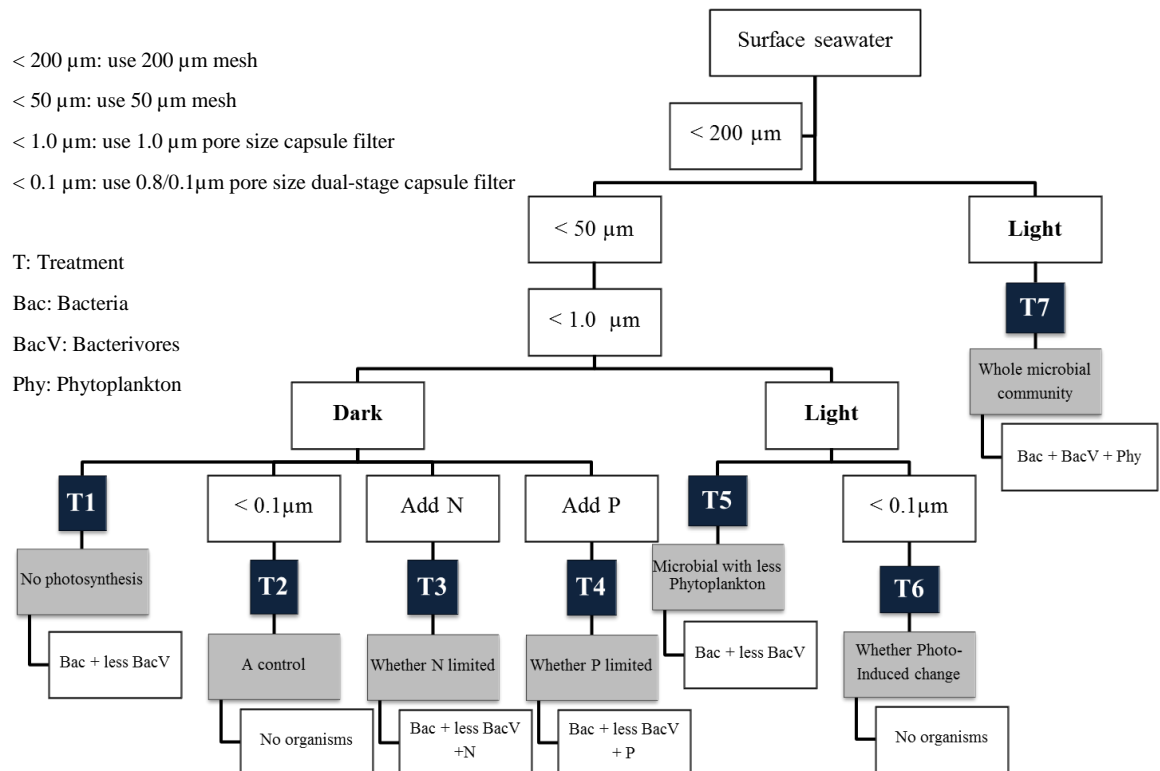 < 200 µm: use 200 µm mesh
< 50 µm: use 50 µm mesh
< 1.0 µm: use 1.0 µm pore size capsule filter
< 0.1 µm: use 0.8/0.1µm pore size dual-stage capsule filter
T: Treatment
Bac: Bacteria
BacV: Bacterivores
Phy: Phytoplankton
Surface seawater
< 200 µm
< 50 µm
Light
< 1.0 µm
T7
Whole microbial
community
Bac + BacV + Phy
Dark
Light
T1
No photosynthesis
Bac + less BacV
< 0.1µm
T2
A control
No organisms
Add N
T3
Whether N limited
Bac + less BacV
+N
Add P
T4
Whether P limited
Bac + less BacV
+ P
T5
Microbial with less
Phytoplankton
Bac + less BacV
< 0.1µm
T6
Whether Photo-
Induced change
No organisms